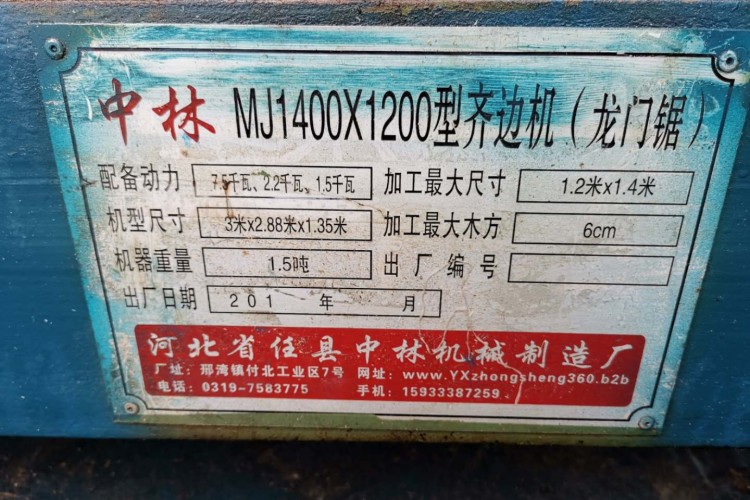 中林 MJ1400X1200型齐边机（龙门锯）
配备动力 7.5千瓦、2.2千瓦、1.5千瓦 加工最大尺寸 1.2米x1.4米
机型尺寸 3米x2.88米x1.35米 加工最大木方 6cm
机器重量 1.5吨 出厂编号
出厂日期 201 年 月
河北省任县中林机械制造厂
厂址：邢湾镇付北工业区7号 网址：www.YXzhongsheng360.b2b
电话：0319-7583775 手机：15933387259